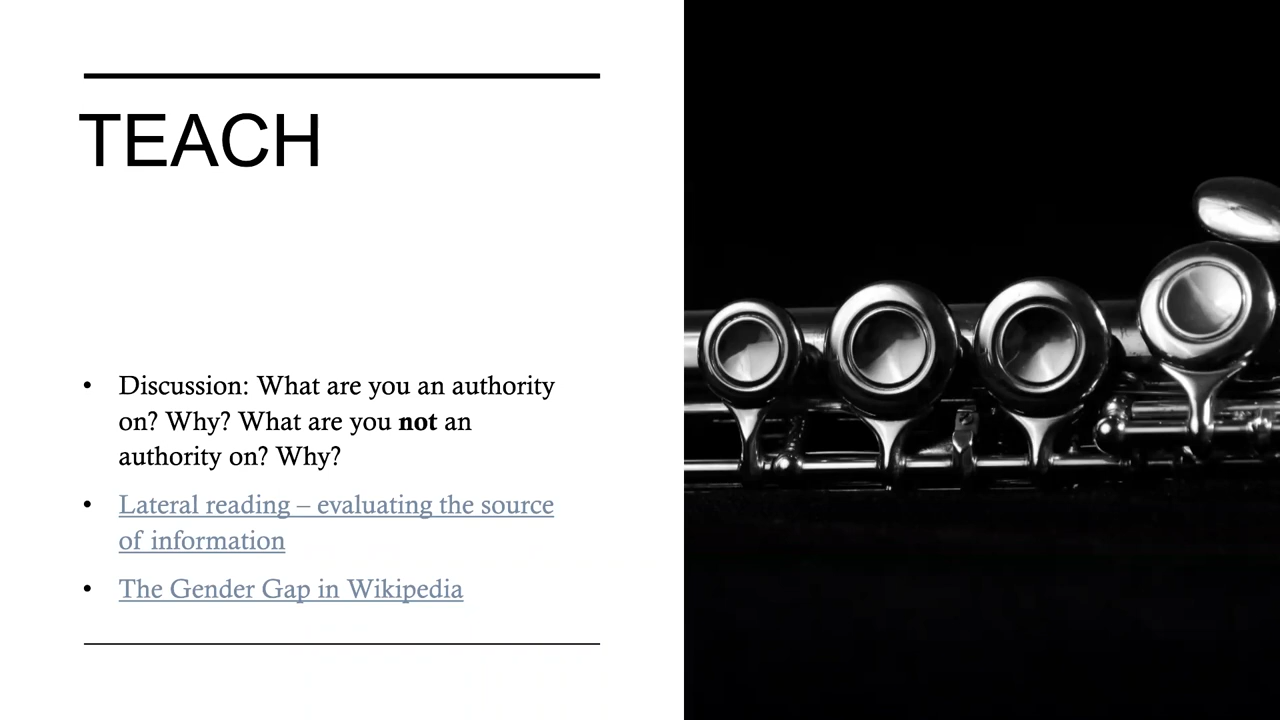 TEACH
• Discussion: What are you an authority
on? Why? What are you not an
authority on? Why?
• Lateral reading – evaluating the source
of information
• The Gender Gap in Wikipedia